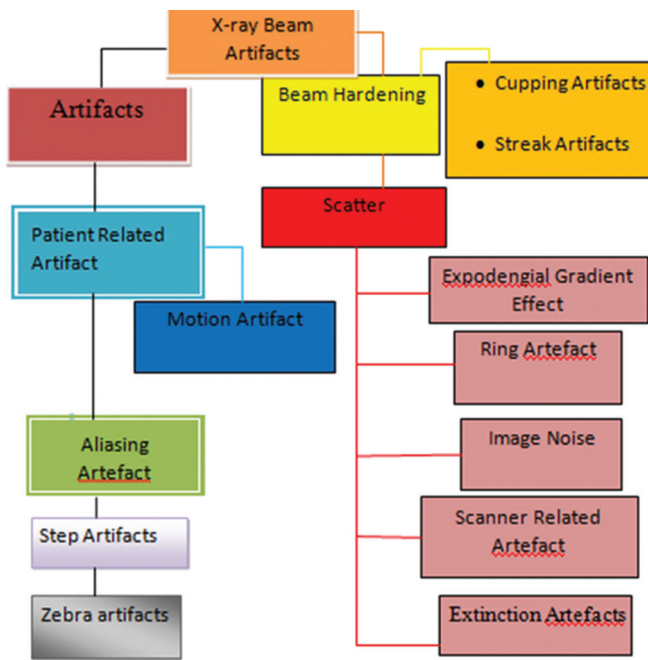 X-ray Beam
Artifacts
Artifacts
Beam Hardening
• Cupping Artifacts
• Streak Artifacts
Patient Related
Artifact
Scatter
Motion Artifact
Expodengial Gradient
Effect
Ring Artefact
Aliasing
Artefact
Image Noise
Step Artifacts
Scanner Related
Artefact
Zebra artifacts
Extinction Artefacts